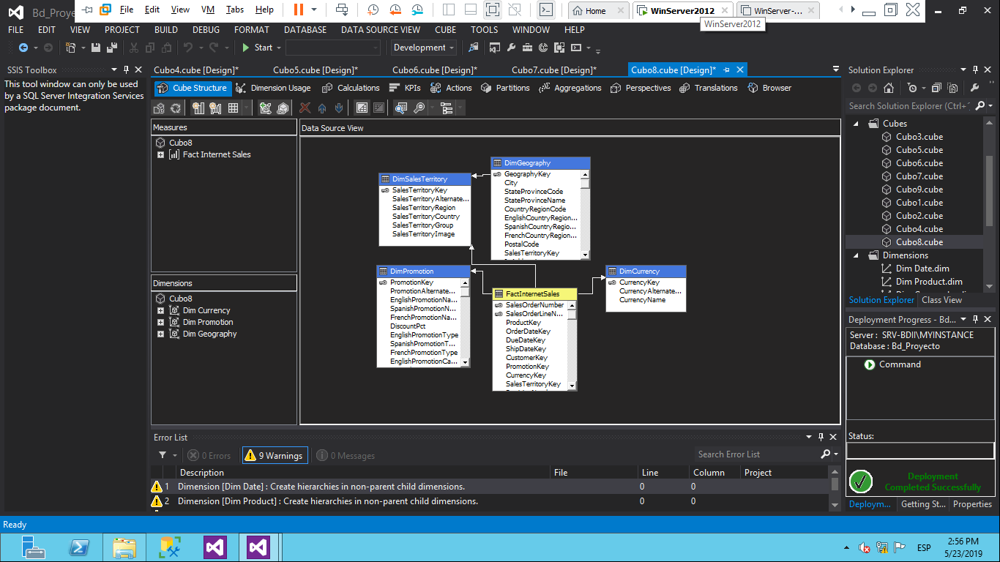 Bd_Proye
File Edit View VM Tabs Help
Home
WinServer2012
WinServer-...
WinServer2012
FILE EDIT VIEW PROJECT BUILD DEBUG FORMAT DATABASE DATA SOURCE VIEW CUBE TOOLS WINDOW HELP
Start
Development
SSIS Toolbox
This tool window can only be used
by a SQL Server Integration Services
package document.
Cubo4.cube [Design]* Cubo5.cube [Design]* Cubo6.cube [Design]* Cubo7.cube [Design]* Cubo8.cube [Design]*
Cube Structure Dimension Usage Calculations KPIs Actions Partitions Aggregations Perspectives Translations Browser
Measures
Cubo8
Fact Internet Sales
Dimensions
Cubo8
Dim Currency
Dim Promotion
Dim Geography
Data Source View
DimSalesTerritory
SalesTerritoryKey
SalesTerritoryAlternate...
SalesTerritoryRegion
SalesTerritoryCountry
SalesTerritoryGroup
SalesTerritoryImage
DimGeography
GeographyKey
City
StateProvinceCode
StateProvinceName
CountryRegionCode
EnglishCountryRegion...
SpanishCountryRegio...
FrenchCountryRegion...
PostalCode
SalesTerritoryKey
DimPromotion
PromotionKey
PromotionAlternate...
EnglishPromotionNa...
SpanishPromotionN...
FrenchPromotionNa...
DiscountPct
EnglishPromotionType
SpanishPromotionT...
FrenchPromotionType
EnglishPromotionCa...
FactInternetSales
SalesOrderNumber
SalesOrderLineN...
ProductKey
OrderDateKey
DueDateKey
ShipDateKey
CustomerKey
PromotionKey
CurrencyKey
SalesTerritoryKey
DimCurrency
CurrencyKey
CurrencyAlternate...
CurrencyName
Solution Explorer
Search Solution Explorer (Ctrl+
Cubes
Cubo3.cube
Cubo5.cube
Cubo6.cube
Cubo7.cube
Cubo9.cube
Cubo1.cube
Cubo2.cube
Cubo4.cube
Cubo8.cube
Dimensions
Dim Date.dim
Dim Product.dim
Solution Explorer Class View
Deployment Progress - Bd...
Server : SRV-BDII\MYINSTANCE
Database : Bd_Proyecto
Command
Status:
Deployment
Completed Successfully
Deploym... Getting St... Properties
Error List
0 Errors 9 Warnings 0 Messages
Search Error List
Description File Line Column Project
1 Dimension [Dim Date] : Create hierarchies in non-parent child dimensions. 0 0
2 Dimension [Dim Product] : Create hierarchies in non-parent child dimensions. 0 0
Ready
ESP
2:56 PM
5/23/2019